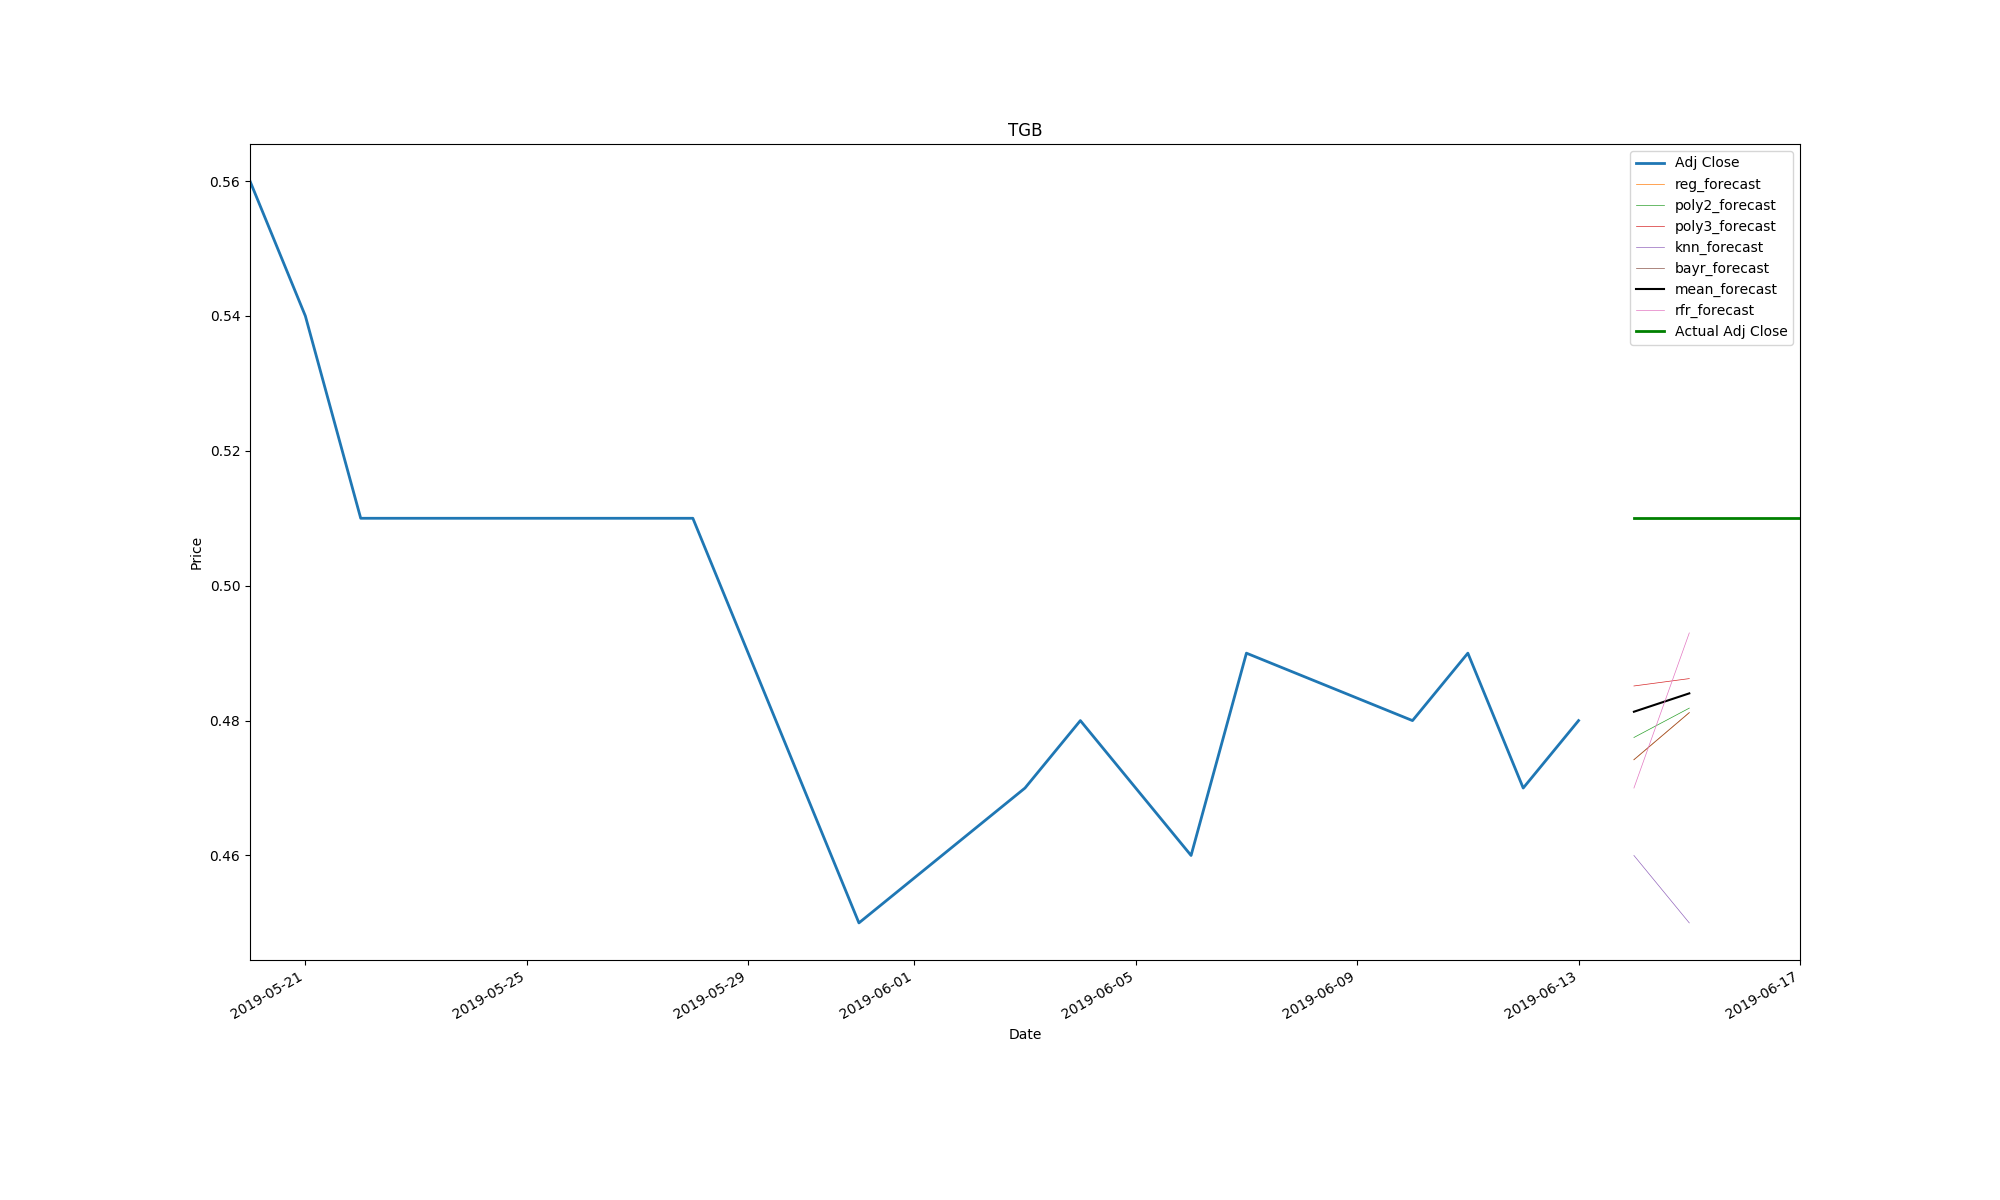 TGB
Adj Close
reg_forecast
poly2_forecast
poly3_forecast
knn_forecast
bayr_forecast
mean_forecast
rfr_forecast
Actual Adj Close
Price
0.56
0.54
0.52
0.50
0.48
0.46
2019-05-21
2019-05-25
2019-05-29
2019-06-01
2019-06-05
2019-06-09
2019-06-13
2019-06-17
Date